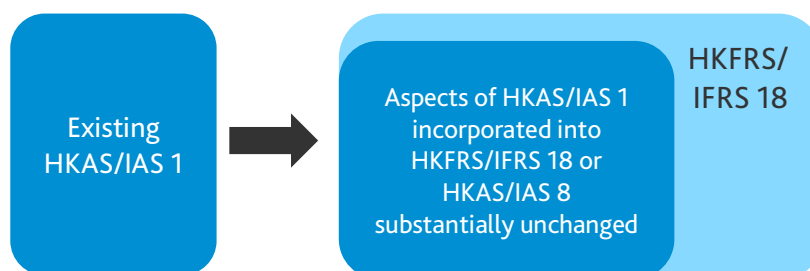 Existing
HKAS/IAS 1
Aspects of HKAS/IAS 1
incorporated into
HKFRS/IFRS 18 or
HKAS/IAS 8
substantially unchanged
HKFRS/
IFRS 18